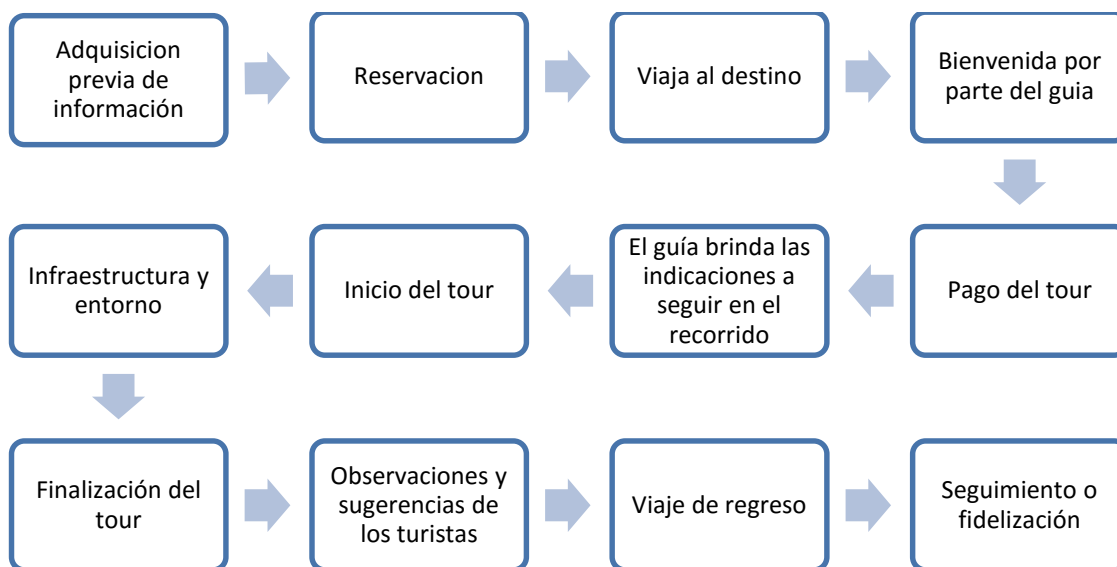 Adquisicion
previa de
información
Reservacion
Viaja al destino
Bienvenida por
parte del guia
Pago del tour
El guía brinda las
indicaciones a
seguir en el
recorrido
Inicio del tour
Infraestructura y
entorno
Finalización del
tour
Observaciones y
sugerencias de
los turistas
Viaje de regreso
Seguimiento o
fidelización